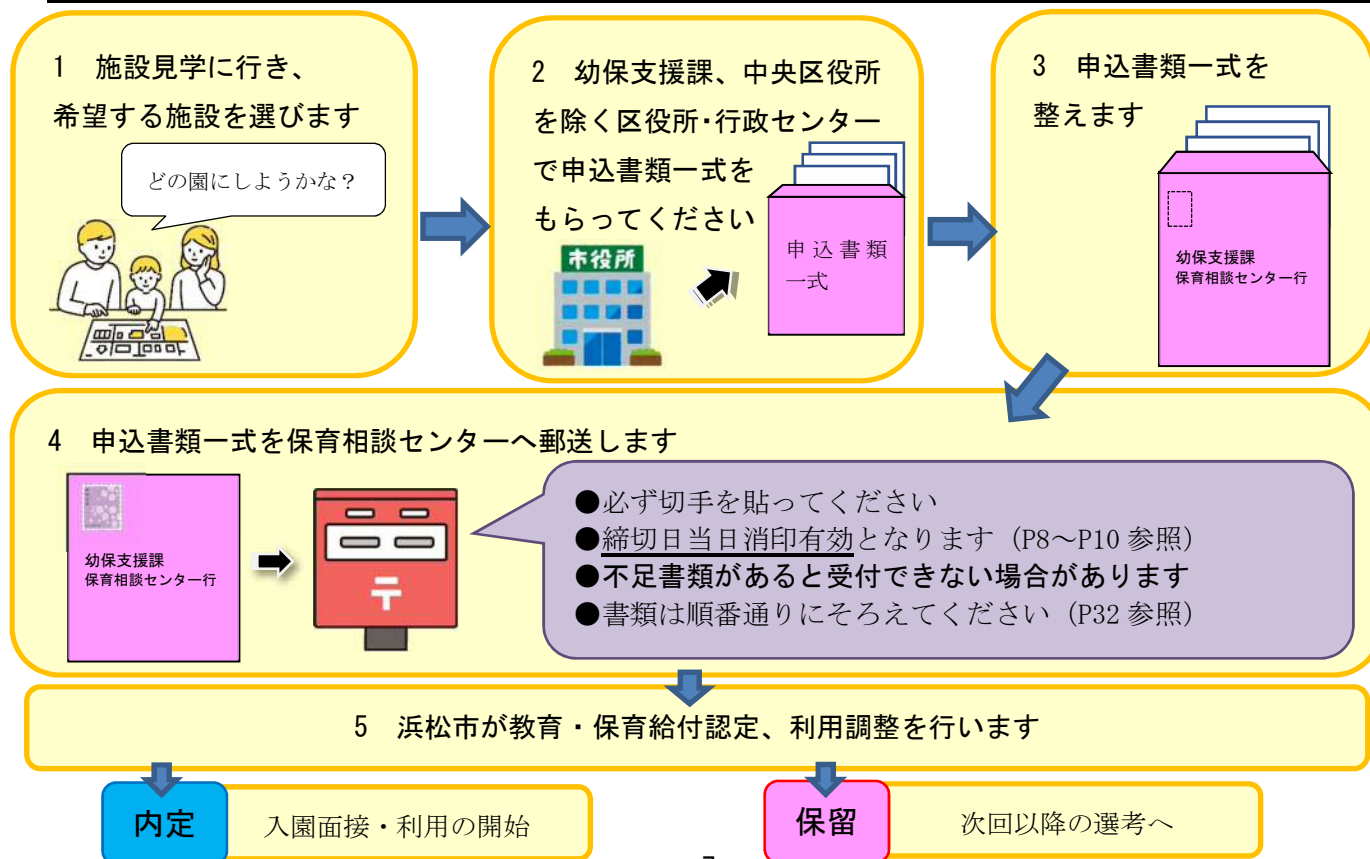 1 施設見学に行き、
希望する施設を選びます
どの園にしようかな？
2 幼保支援課、中央区役所
を除く区役所・行政センター
で申込書類一式を
もらってください
市役所
申込書類
一式
3 申込書類一式を
整えます
幼保支援課
保育相談センター行
4 申込書類一式を保育相談センターへ郵送します
幼保支援課
保育相談センター行
●必ず切手を貼ってください
●締切日当日消印有効となります（P8～P10 参照）
●不足書類があると受付できない場合があります
●書類は順番通りにそろえてください（P32 参照）
5 浜松市が教育・保育給付認定、利用調整を行います
内定
入園面接・利用の開始
保留
次回以降の選考へ